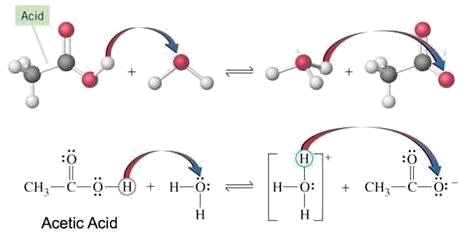 Acid
+ ⇌ +
:O:
CH₃—C—Ö—H + H—Ö: ⇌ [H—O:]⁺ + CH₃—C—Ö:⁻
H
H
H
:O
Acetic Acid